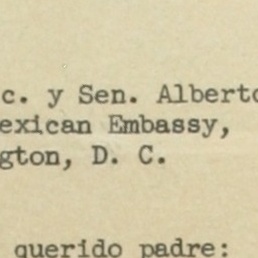 c. y Sen. Alberto
exican Embassy,
gton, D. C.
querido padre: